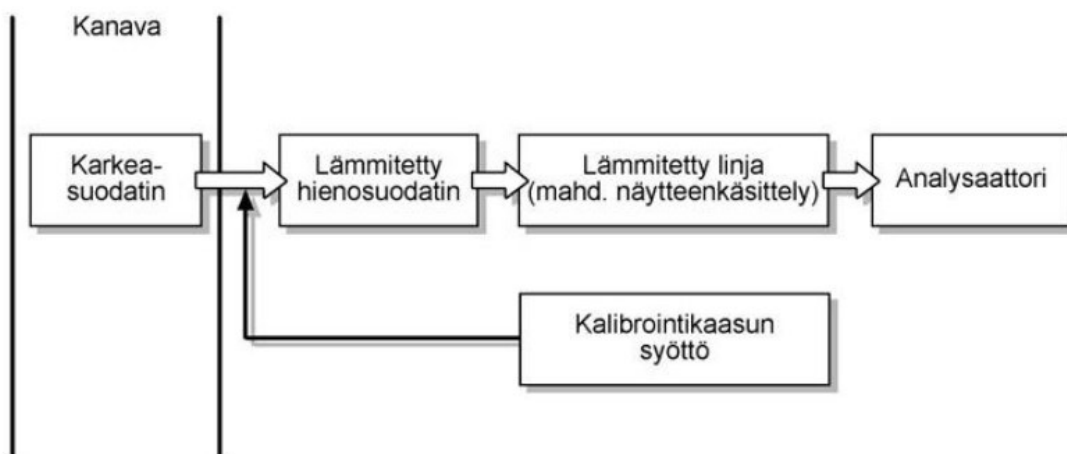 Kanava
Karkea-
suodatin
Lämmitetty
hienosuodatin
Lämmitetty linja
(mahd. näytteenkäsittely)
Analysaattori
Kalibrointikaasun
syöttö